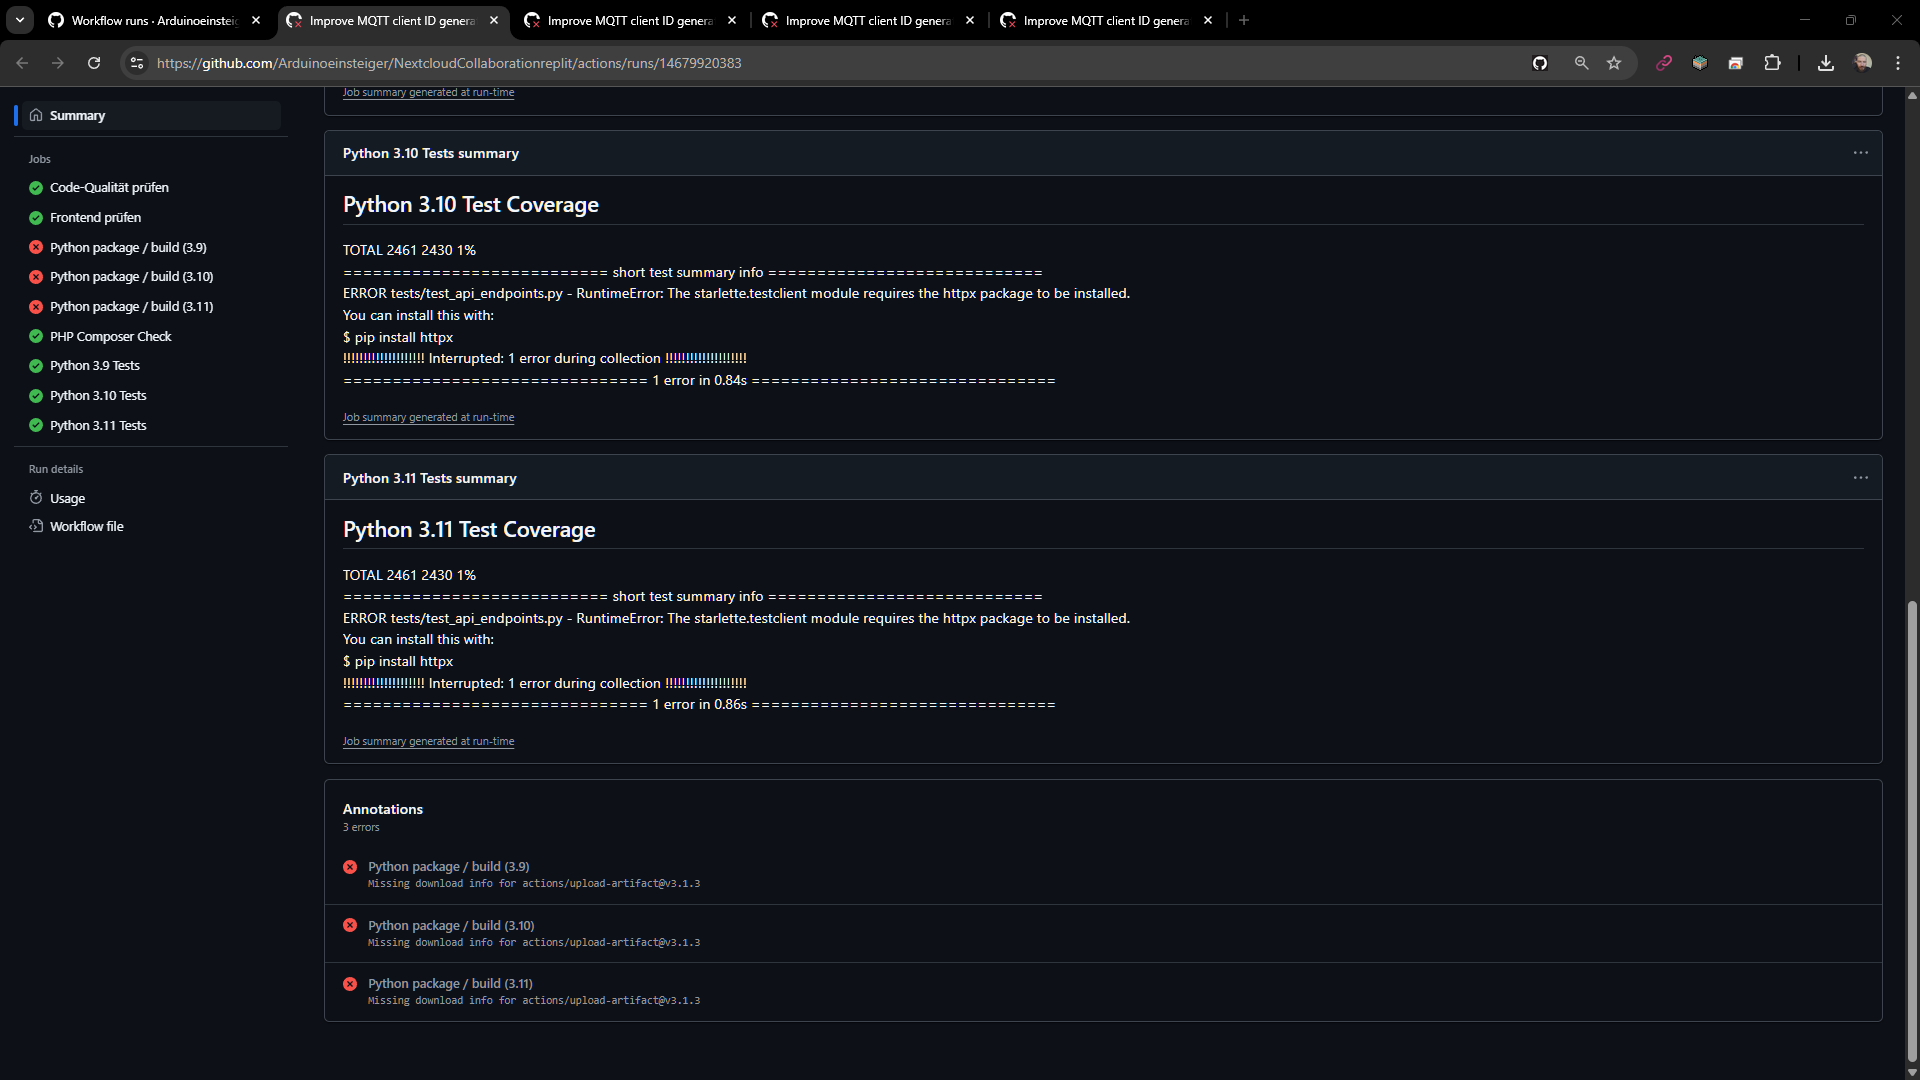 Workflow runs · Arduinoeinsteig
Improve MQTT client ID genera
Improve MQTT client ID genera
Improve MQTT client ID genera
Improve MQTT client ID genera
https://github.com/Arduinoeinsteiger/NextcloudCollaborationreplit/actions/runs/14679920383
Summary
Jobs
Code-Qualität prüfen
Frontend prüfen
Python package / build (3.9)
Python package / build (3.10)
Python package / build (3.11)
PHP Composer Check
Python 3.9 Tests
Python 3.10 Tests
Python 3.11 Tests
Run details
Usage
Workflow file
Job summary generated at run-time
Python 3.10 Tests summary
Python 3.10 Test Coverage
TOTAL 2461 2430 1%
=========================== short test summary info ============================
ERROR tests/test_api_endpoints.py - RuntimeError: The starlette.testclient module requires the httpx package to be installed.
You can install this with:
$ pip install httpx
!!!!!!!!!!!!!!!!!!!! Interrupted: 1 error during collection !!!!!!!!!!!!!!!!!!!!
=============================== 1 error in 0.84s ===============================
Job summary generated at run-time
Python 3.11 Tests summary
Python 3.11 Test Coverage
TOTAL 2461 2430 1%
=========================== short test summary info ============================
ERROR tests/test_api_endpoints.py - RuntimeError: The starlette.testclient module requires the httpx package to be installed.
You can install this with:
$ pip install httpx
!!!!!!!!!!!!!!!!!!!! Interrupted: 1 error during collection !!!!!!!!!!!!!!!!!!!!
=============================== 1 error in 0.86s ===============================
Job summary generated at run-time
Annotations
3 errors
Python package / build (3.9)
Missing download info for actions/upload-artifact@v3.1.3
Python package / build (3.10)
Missing download info for actions/upload-artifact@v3.1.3
Python package / build (3.11)
Missing download info for actions/upload-artifact@v3.1.3